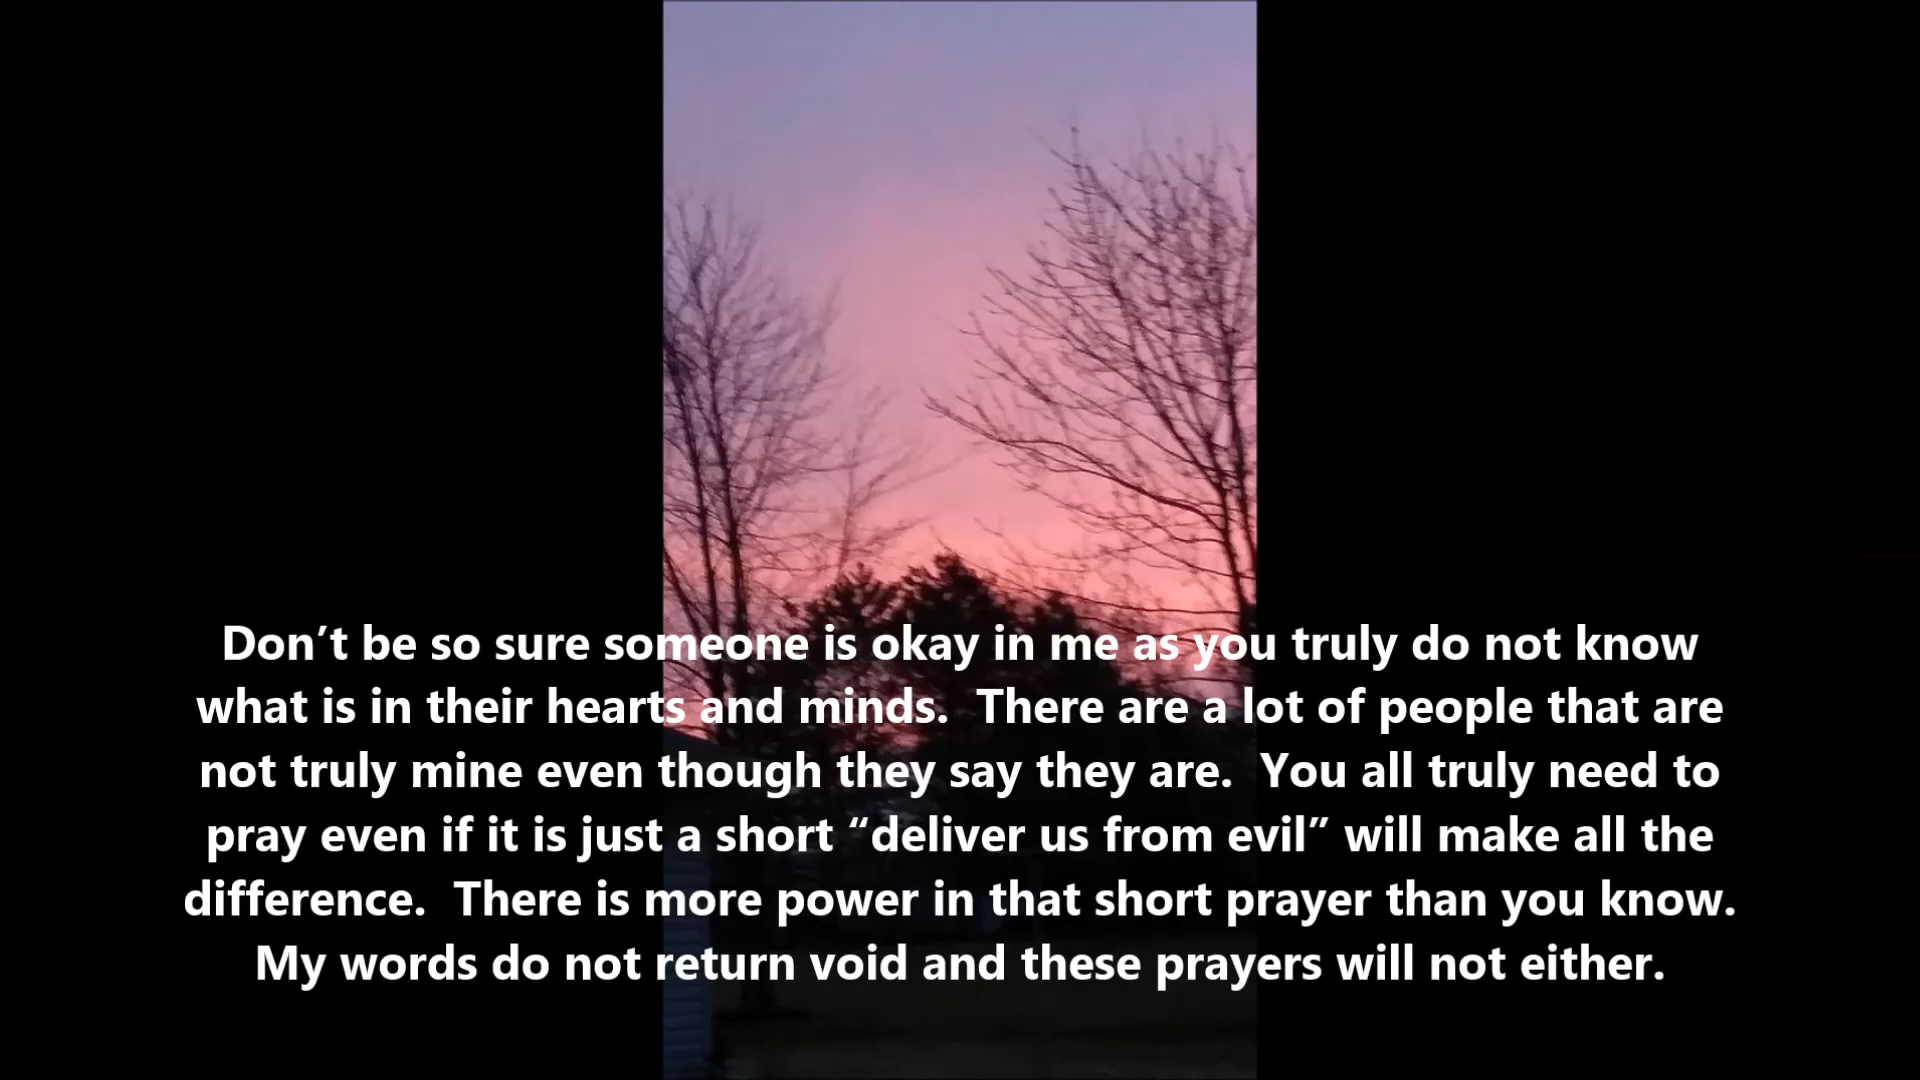 Don’t be so sure someone is okay in me as you truly do not know
what is in their hearts and minds.  There are a lot of people that are
not truly mine even though they say they are.  You all truly need to
pray even if it is just a short “deliver us from evil” will make all the
difference.  There is more power in that short prayer than you know.
My words do not return void and these prayers will not either.